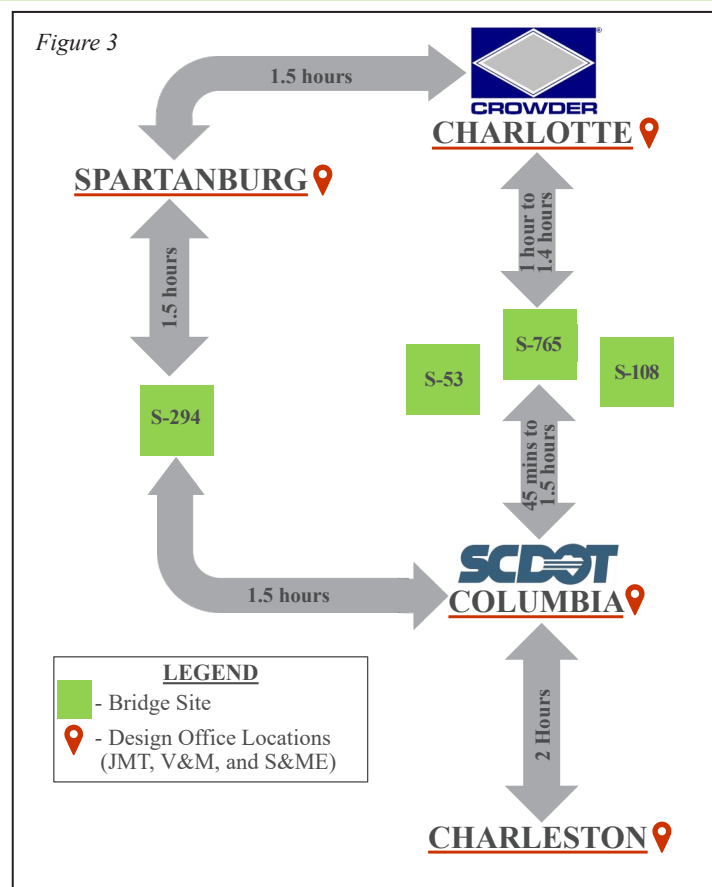 Figure 3
1.5 hours
®
CROWDER
CHARLOTTE
SPARTANBURG
1.5 hours
1 hour to
1.4 hours
S-765
S-53
S-108
S-294
45 mins to
1.5 hours
SCDOT
COLUMBIA
1.5 hours
LEGEND
- Bridge Site
- Design Office Locations
(JMT, V&M, and S&ME)
2 Hours
CHARLESTON